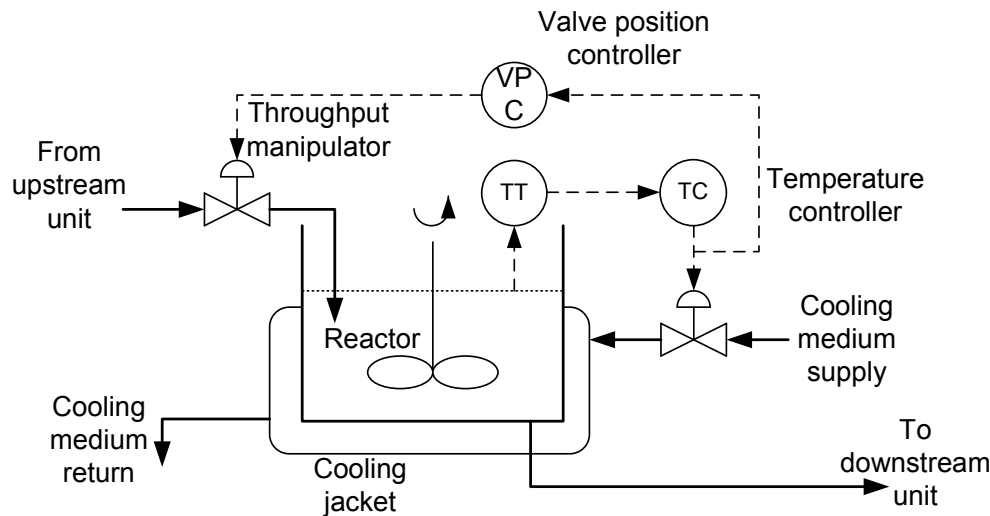 Valve position
controller
VP
C
Throughput
manipulator
From
upstream
unit
TT
TC
Temperature
controller
Reactor
Cooling
medium
supply
Cooling
medium
return
Cooling
jacket
To
downstream
unit